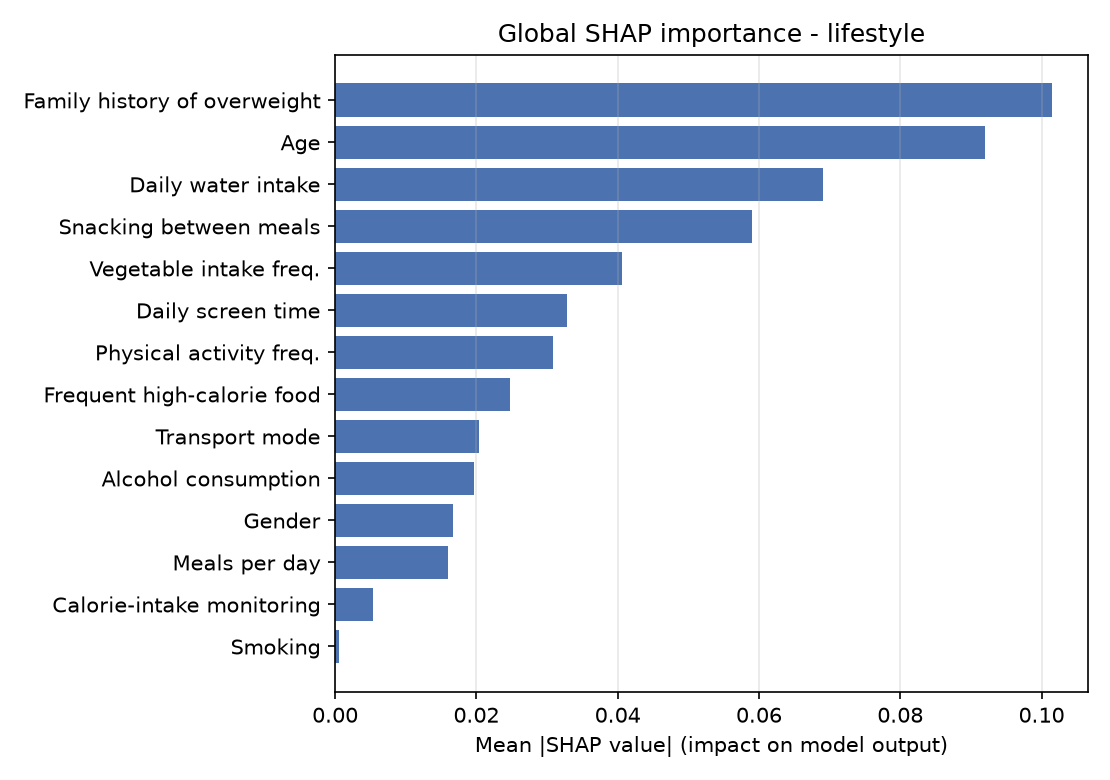 Global SHAP importance - lifestyle
Family history of overweight
Age
Daily water intake
Snacking between meals
Vegetable intake freq.
Daily screen time
Physical activity freq.
Frequent high-calorie food
Transport mode
Alcohol consumption
Gender
Meals per day
Calorie-intake monitoring
Smoking
0.00 0.02 0.04 0.06 0.08 0.10
Mean |SHAP value| (impact on model output)